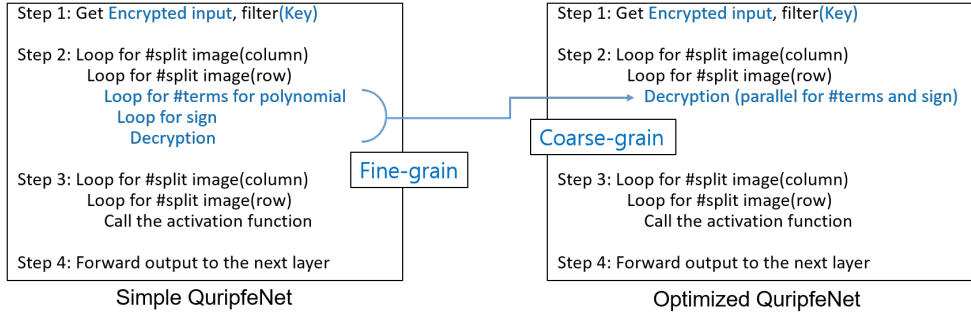 Step 1: Get Encrypted input, filter(Key)
Step 2: Loop for #split image(column)
Loop for #split image(row)
Loop for #terms for polynomial
Loop for sign
Decryption
Fine-grain
Step 3: Loop for #split image(column)
Loop for #split image(row)
Call the activation function
Step 4: Forward output to the next layer
Simple QuripfeNet
Step 1: Get Encrypted input, filter(Key)
Step 2: Loop for #split image(column)
Loop for #split image(row)
Decryption (parallel for #terms and sign)
Coarse-grain
Step 3: Loop for #split image(column)
Loop for #split image(row)
Call the activation function
Step 4: Forward output to the next layer
Optimized QuripfeNet